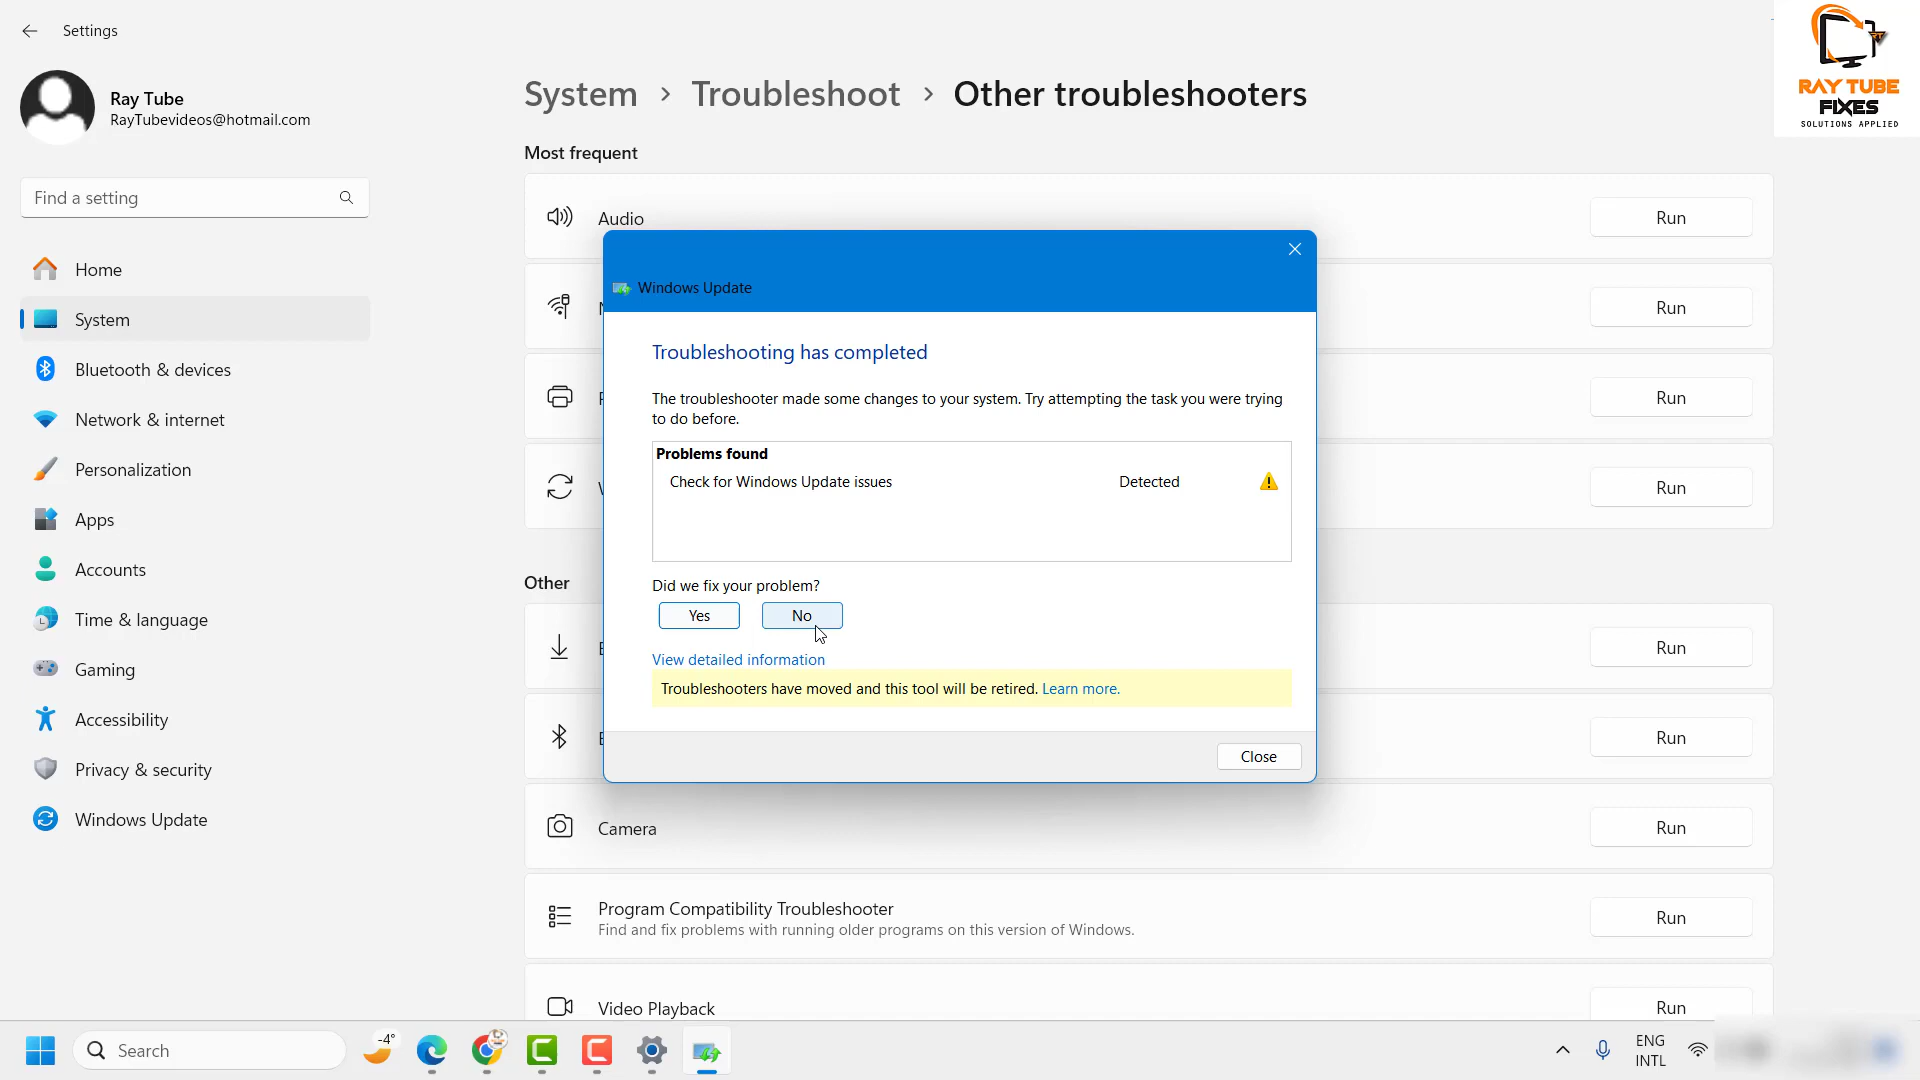 Settings
RAY TUBE
FIXES
SOLUTIONS APPLIED
Ray Tube
RayTubevideos@hotmail.com
Find a setting
Home
System
Bluetooth & devices
Network & internet
Personalization
Apps
Accounts
Time & language
Gaming
Accessibility
Privacy & security
Windows Update
System > Troubleshoot > Other troubleshooters
Most frequent
Audio
Run
Run
Run
Run
Windows Update
Troubleshooting has completed
The troubleshooter made some changes to your system. Try attempting the task you were trying
to do before.
Problems found
Check for Windows Update issues Detected
Did we fix your problem?
Yes No
View detailed information
Troubleshooters have moved and this tool will be retired. Learn more.
Close
Other
Run
Run
Camera
Run
Program Compatibility Troubleshooter
Find and fix problems with running older programs on this version of Windows.
Run
Video Playback
Run
Search
-4°
ENG
INTL